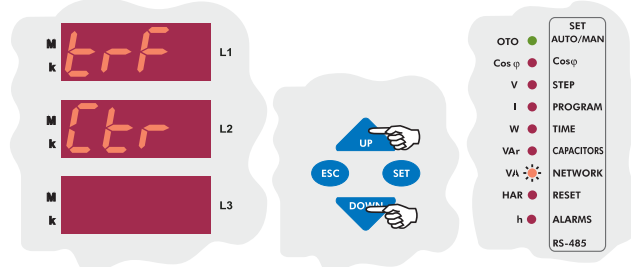 M
k
trF
L1
M
k
Ctr
L2
M
k
L3
UP
ESC
SET
DOWN
SET
OTO AUTO/MAN
Cos φ Cosφ
V STEP
I PROGRAM
W TIME
VAr CAPACITORS
VA NETWORK
HAR RESET
h ALARMS
RS-485